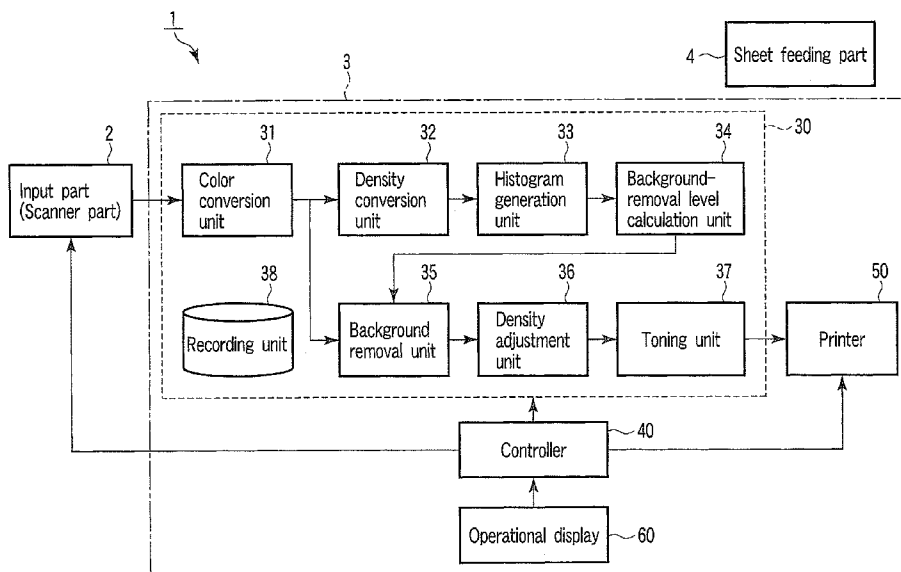 1
4
Sheet feeding part
3
2
Input part
(Scanner part)
31
Color
conversion
unit
32
Density
conversion
unit
33
Histogram
generation
unit
34
Background-
removal level
calculation unit
30
38
Recording unit
35
Background
removal unit
36
Density
adjustment
unit
37
Toning unit
50
Printer
40
Controller
Operational display
60